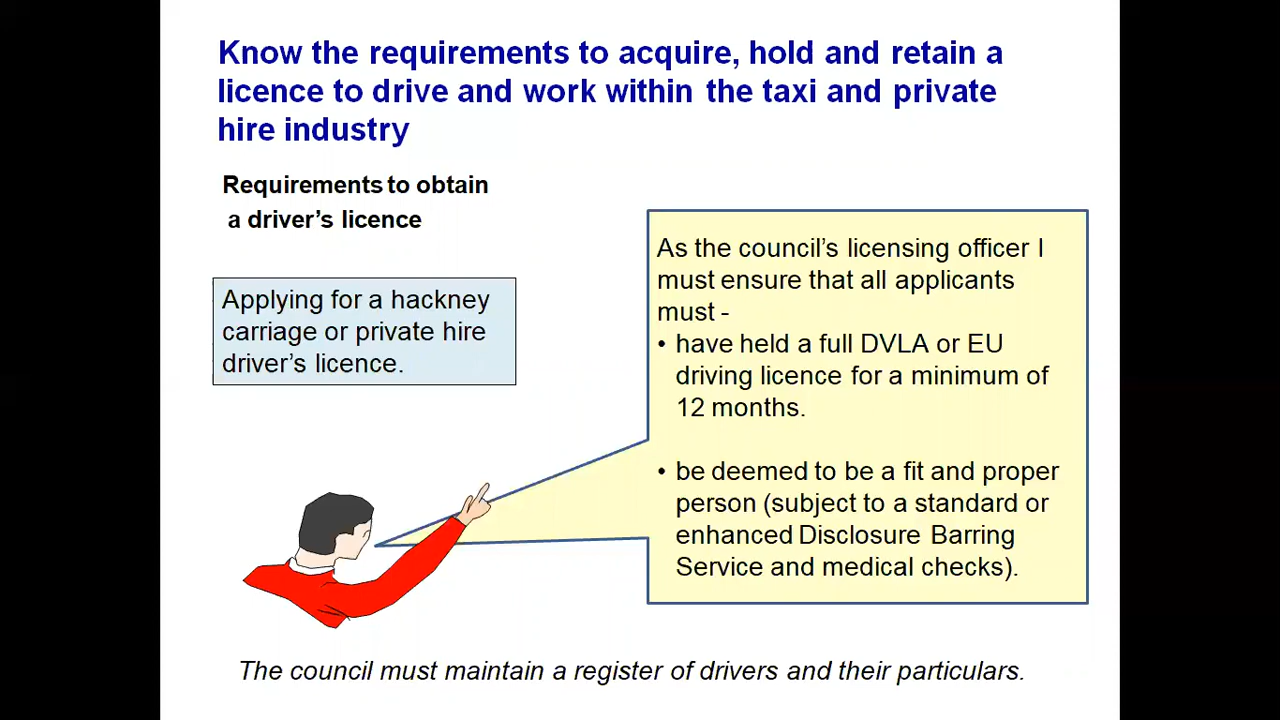 Know the requirements to acquire, hold and retain a
licence to drive and work within the taxi and private
hire industry
Requirements to obtain
a driver’s licence
Applying for a hackney
carriage or private hire
driver’s licence.
As the council’s licensing officer I
must ensure that all applicants
must -
• have held a full DVLA or EU
driving licence for a minimum of
12 months.
• be deemed to be a fit and proper
person (subject to a standard or
enhanced Disclosure Barring
Service and medical checks).
The council must maintain a register of drivers and their particulars.